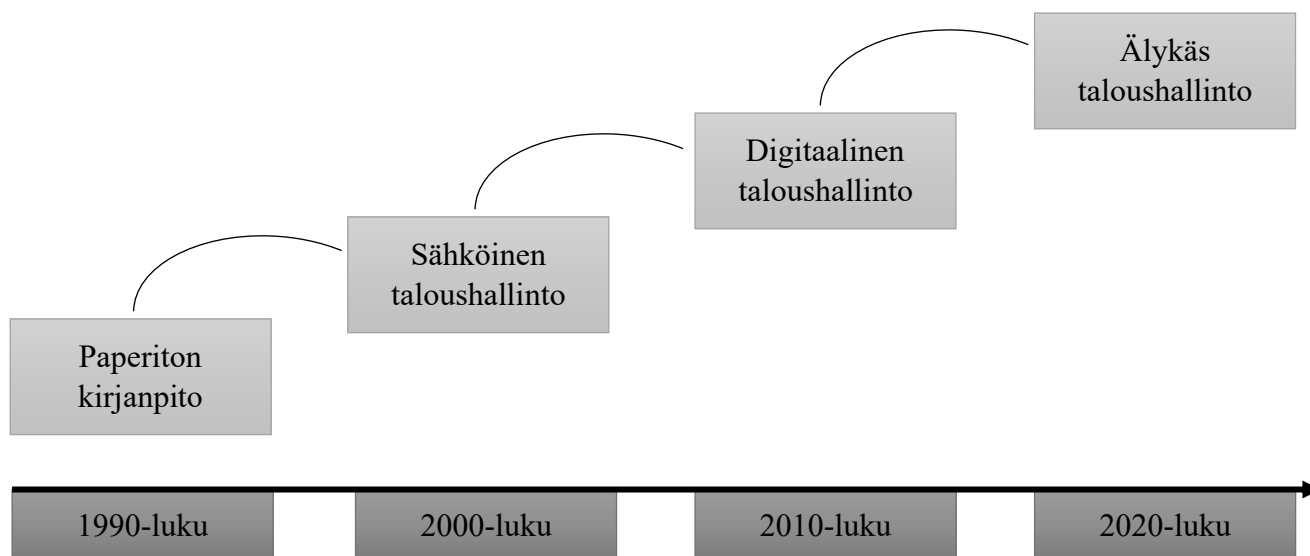 Älykäs
taloushallinto
Digitaalinen
taloushallinto
Sähköinen
taloushallinto
Paperiton
kirjanpito
1990-luku
2000-luku
2010-luku
2020-luku